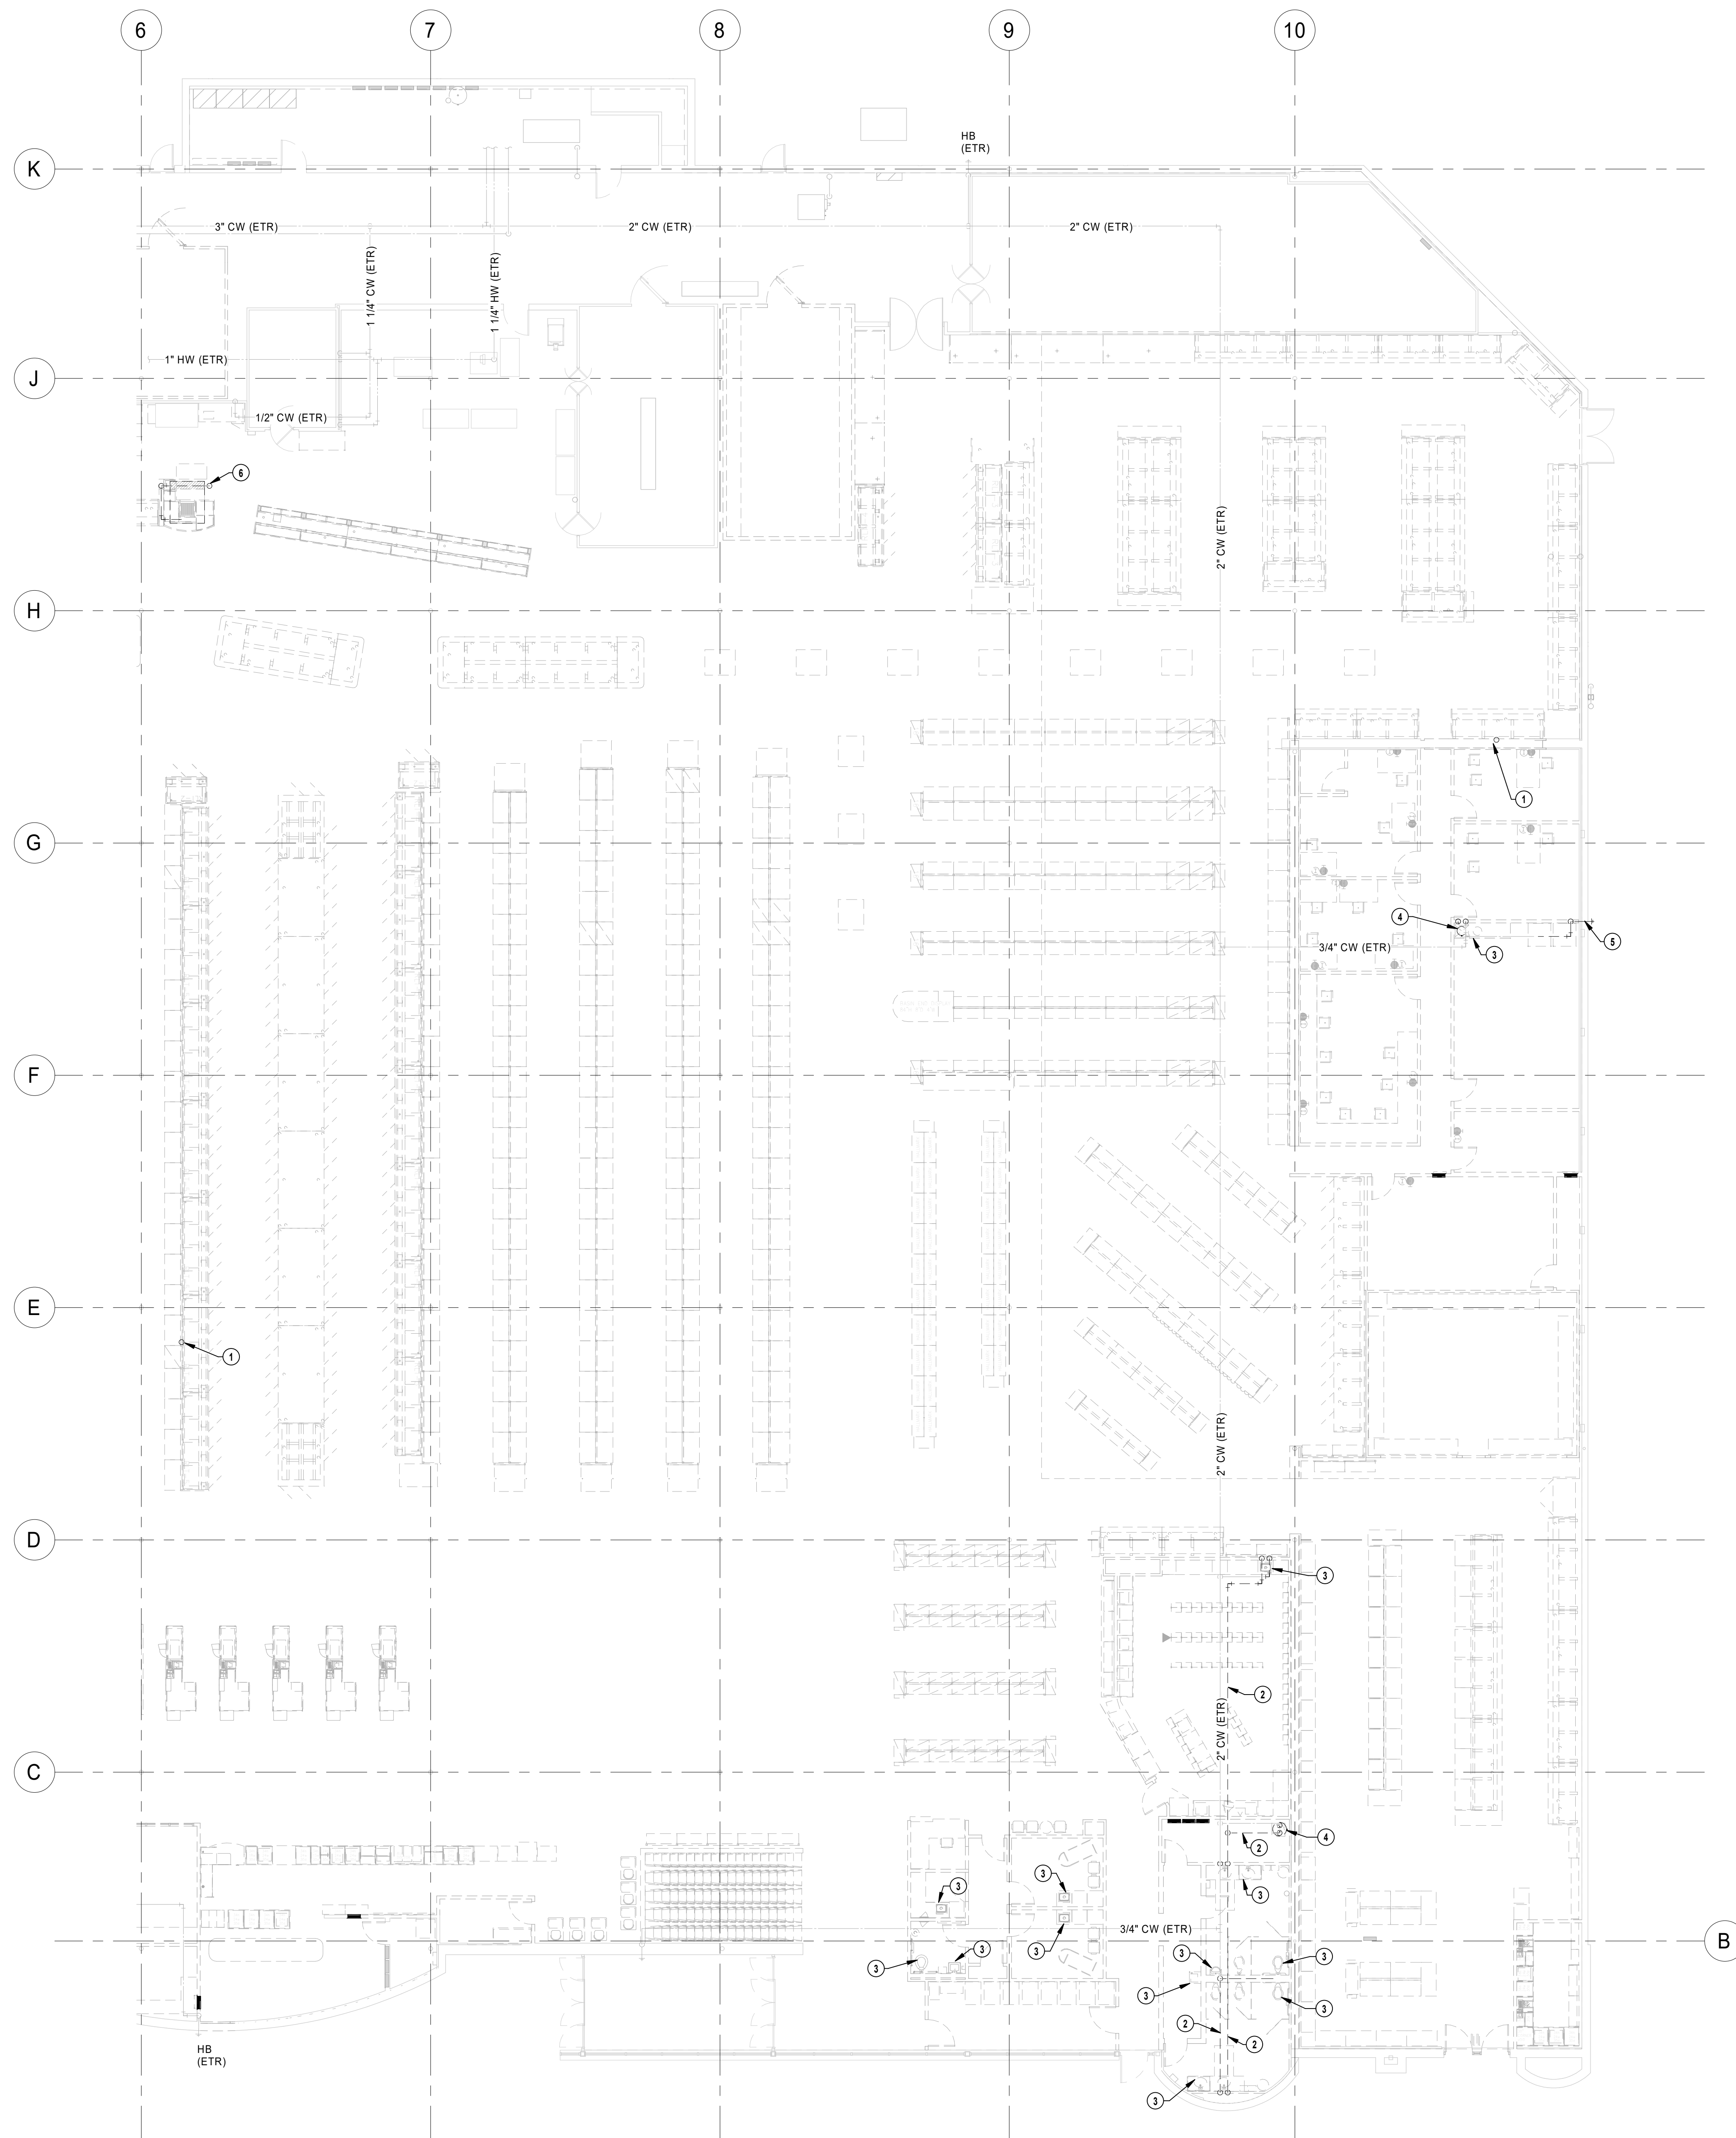 6
7
8
9
10
HB
(ETR)
K
3" CW (ETR)
2" CW (ETR)
2" CW (ETR)
1 1/4" CW (ETR)
1 1/4" HW (ETR)
1" HW (ETR)
J
1/2" CW (ETR)
6
2" CW (ETR)
H
1
G
4
5
3/4" CW (ETR)
3
F
E
1
2" CW (ETR)
D
3
2
2" CW (ETR)
C
4
2
3
3
3
3/4" CW (ETR)
B
3
3
3
3
3
3
3
2
2
HB
(ETR)
3